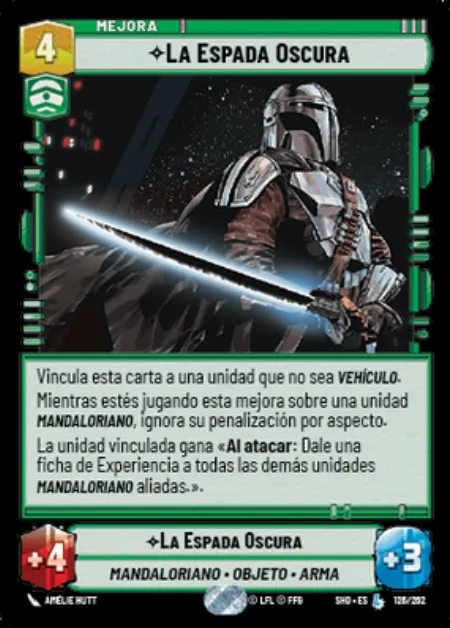 MEJORA
4
LA ESPADA OSCURA
Vincula esta carta a una unidad que no sea VEHÍCULO.
Mientras estés jugando esta mejora sobre una unidad
MANDALORIANO, ignora su penalización por aspecto.
La unidad vinculada gana «Al atacar: Dale una
ficha de Experiencia a todas las demás unidades
MANDALORIANO aliadas.».
+4
LA ESPADA OSCURA
+3
MANDALORIANO • OBJETO • ARMA
AMÉLIE HUTT © LFL © FFG SHD • ES L 126/262